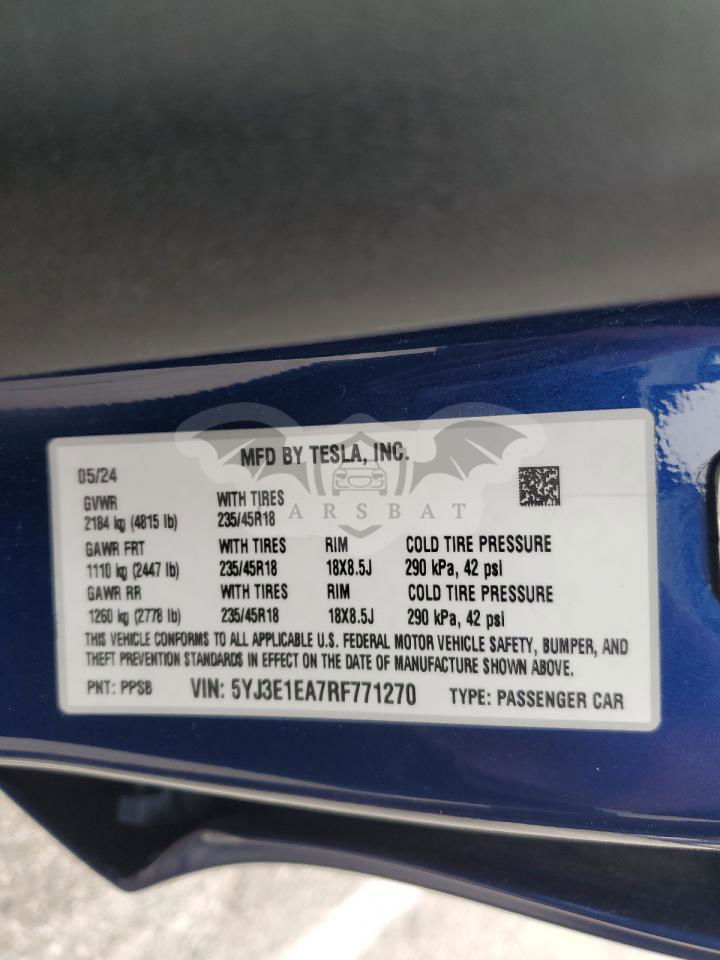 MFD BY TESLA, INC.
05/24
GVWR WITH TIRES
2184 kg (4815 lb) 235/45R18
GAWR FRT WITH TIRES RIM COLD TIRE PRESSURE
1110 kg (2447 lb) 235/45R18 18X8.5J 290 kPa, 42 psi
GAWR RR WITH TIRES RIM COLD TIRE PRESSURE
1260 kg (2778 lb) 235/45R18 18X8.5J 290 kPa, 42 psi
THIS VEHICLE CONFORMS TO ALL APPLICABLE U.S. FEDERAL MOTOR VEHICLE SAFETY, BUMPER, AND
THEFT PREVENTION STANDARDS IN EFFECT ON THE DATE OF MANUFACTURE SHOWN ABOVE.
PNT: PPSB VIN: 5YJ3E1EA7RF771270 TYPE: PASSENGER CAR
CARSBAT